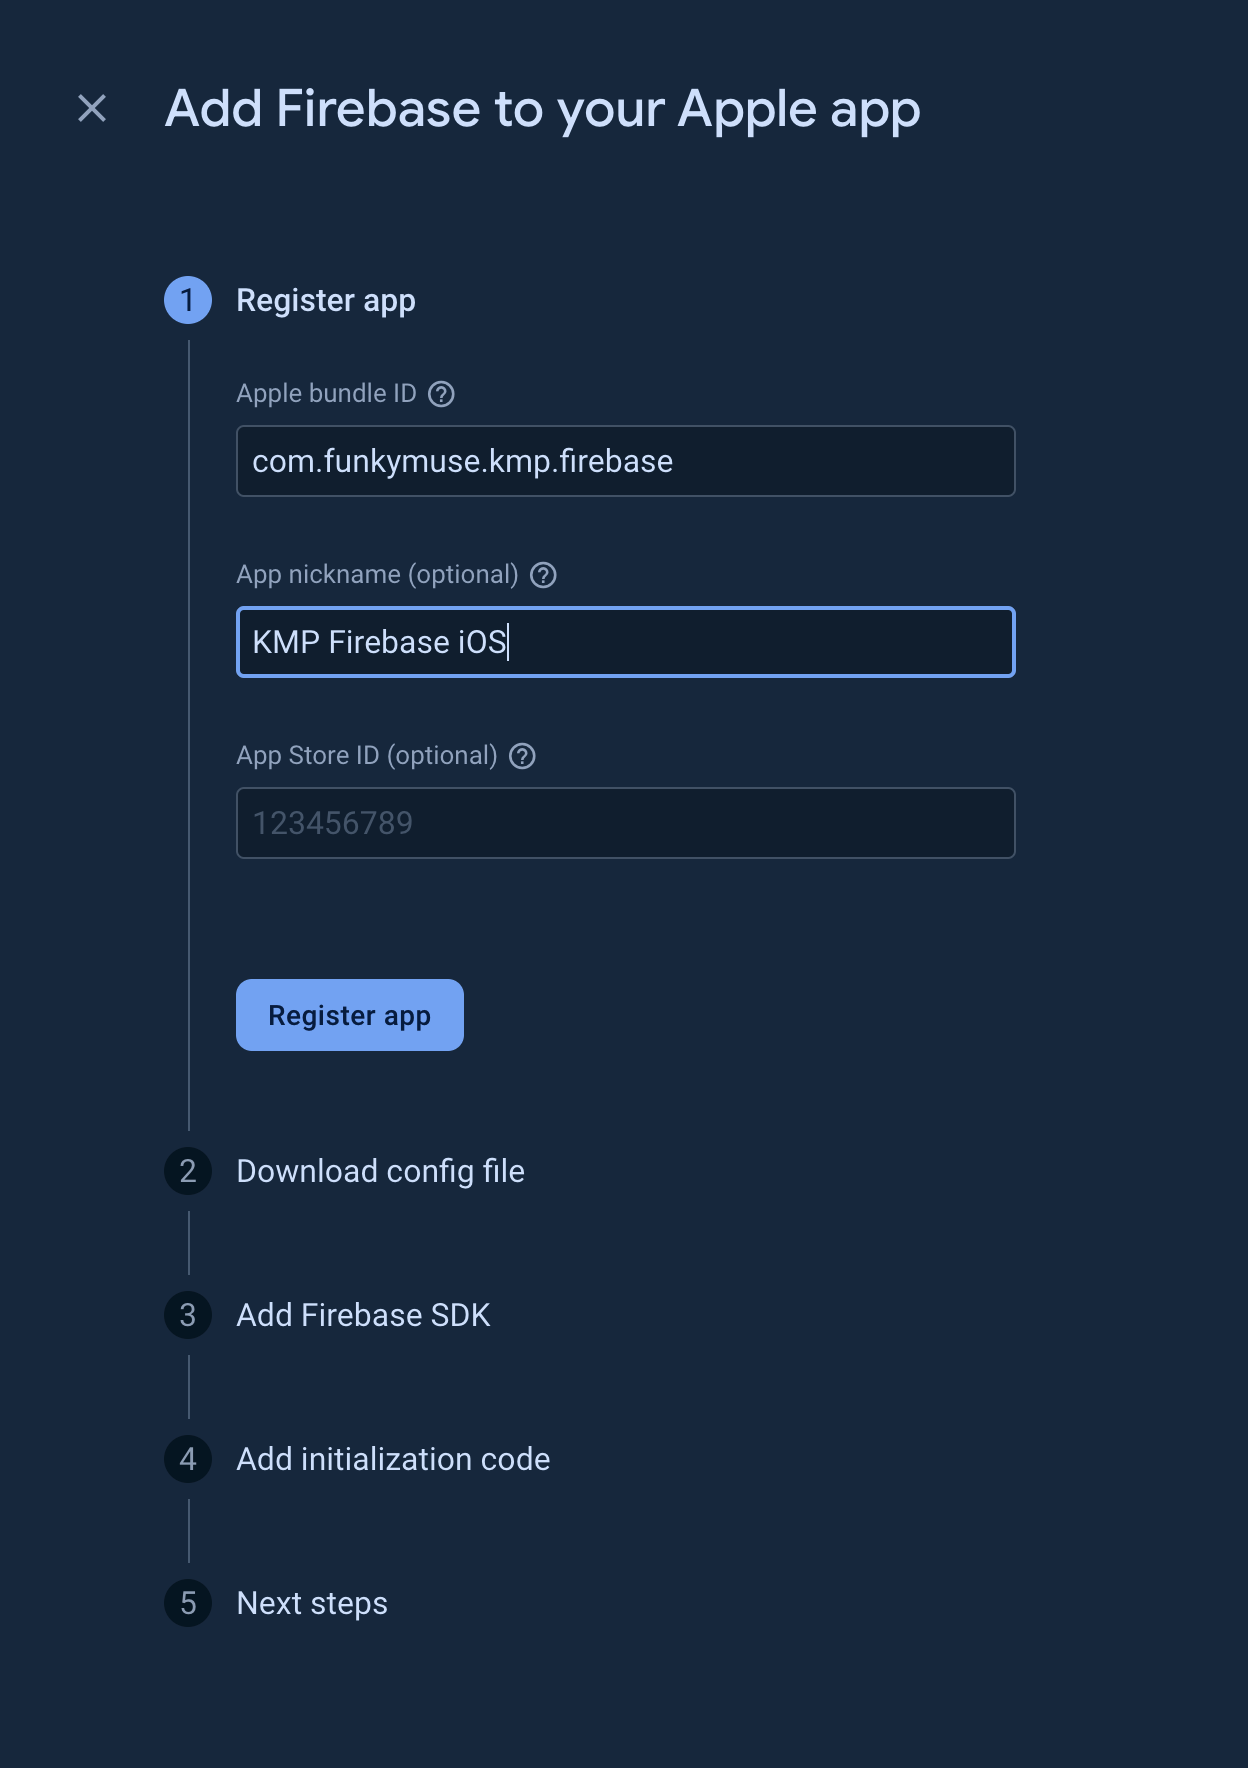 Add Firebase to your Apple app
1 Register app
Apple bundle ID ?
com.funkymuse.kmp.firebase
App nickname (optional) ?
KMP Firebase iOS
App Store ID (optional) ?
123456789
Register app
2 Download config file
3 Add Firebase SDK
4 Add initialization code
5 Next steps